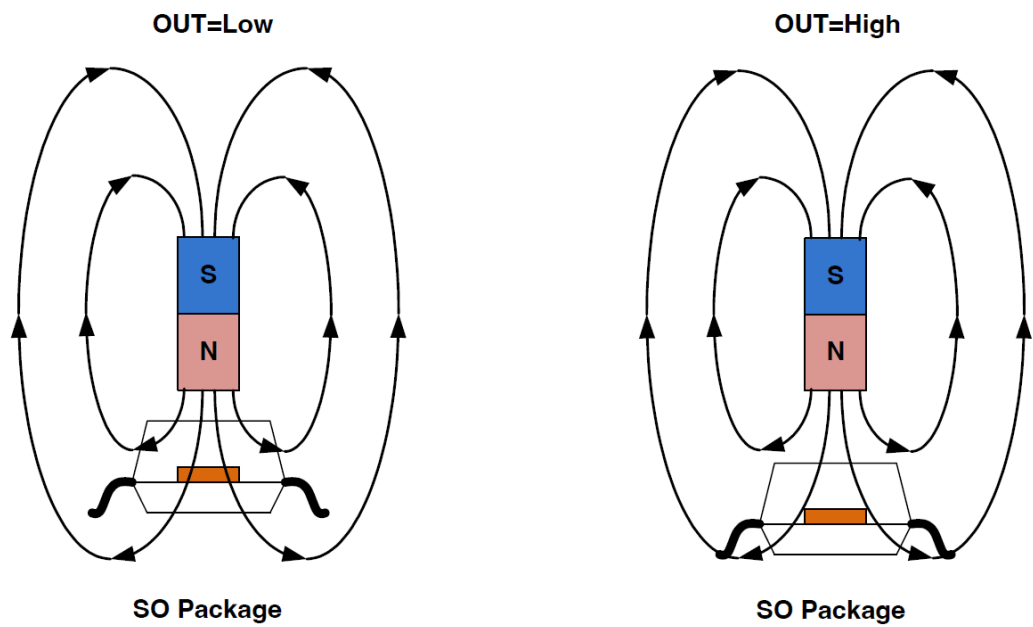 OUT=Low
OUT=High
S
N
S
N
SO Package
SO Package